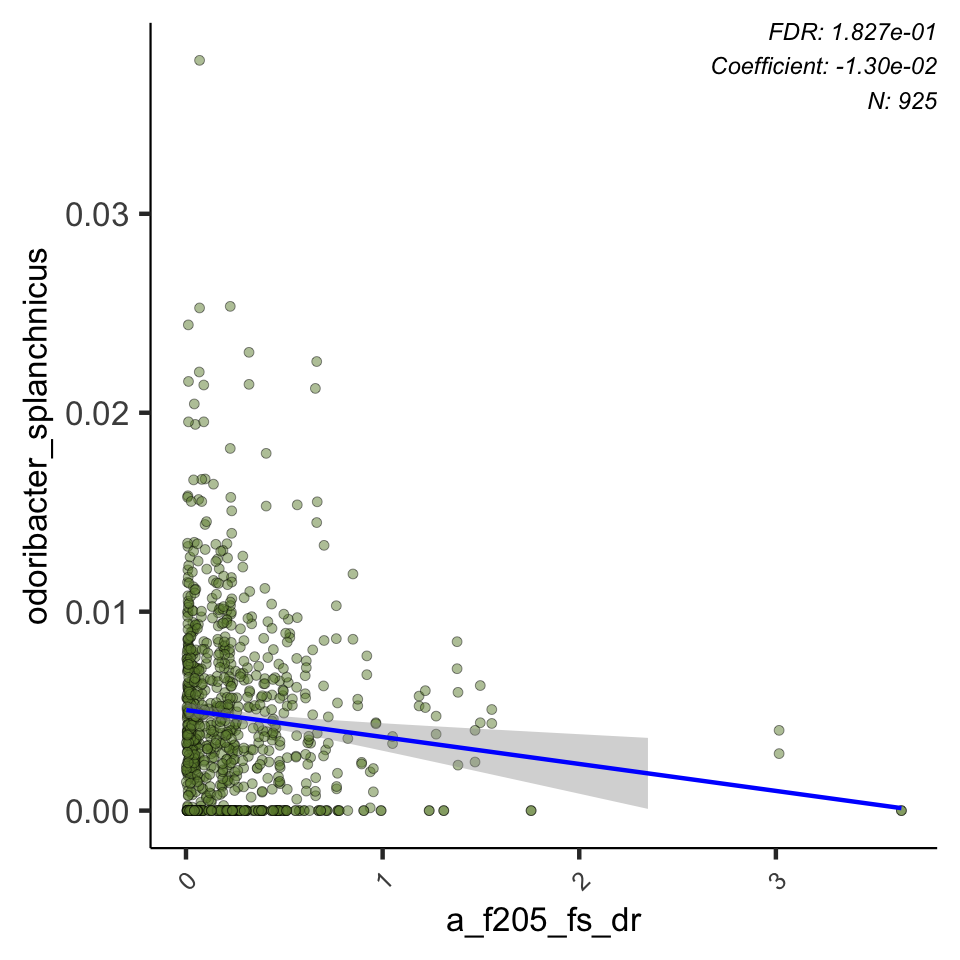 FDR: 1.827e-01
Coefficient: -1.30e-02
N: 925
0.03
0.02
0.01
0.00
odoribacter_splanchnicus
0
1
2
3
a_f205_fs_dr